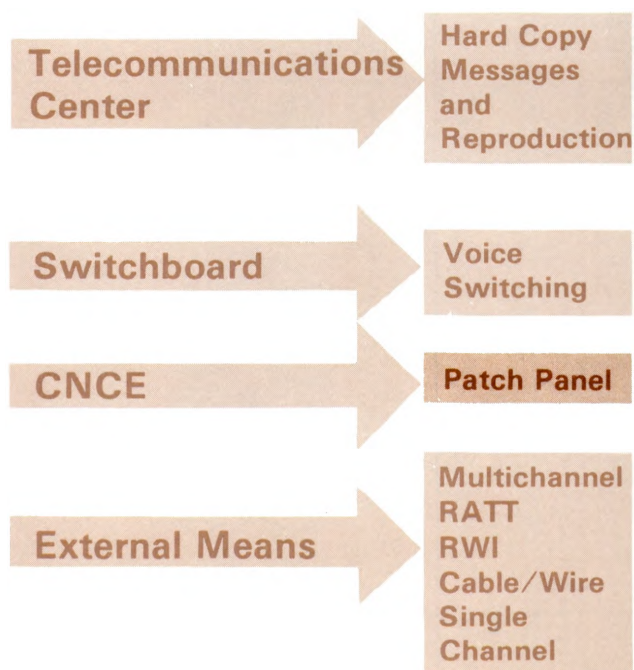 Telecommunications
Center
Hard Copy
Messages
and
Reproduction
Switchboard
Voice
Switching
CNCE
Patch Panel
External Means
Multichannel
RATT
RWI
Cable/Wire
Single
Channel